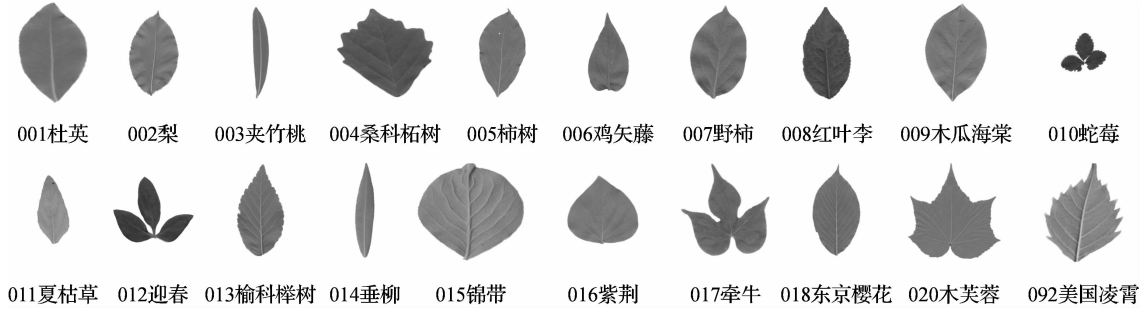 001杜英 002梨 003夹竹桃 004桑科柘树 005柿树 006鸡矢藤 007野柿 008红叶李 009木瓜海棠 010蛇莓
011夏枯草 012迎春 013榆科榉树 014垂柳 015锦带 016紫荆 017牵牛 018东京樱花 020木芙蓉 092美国凌霄